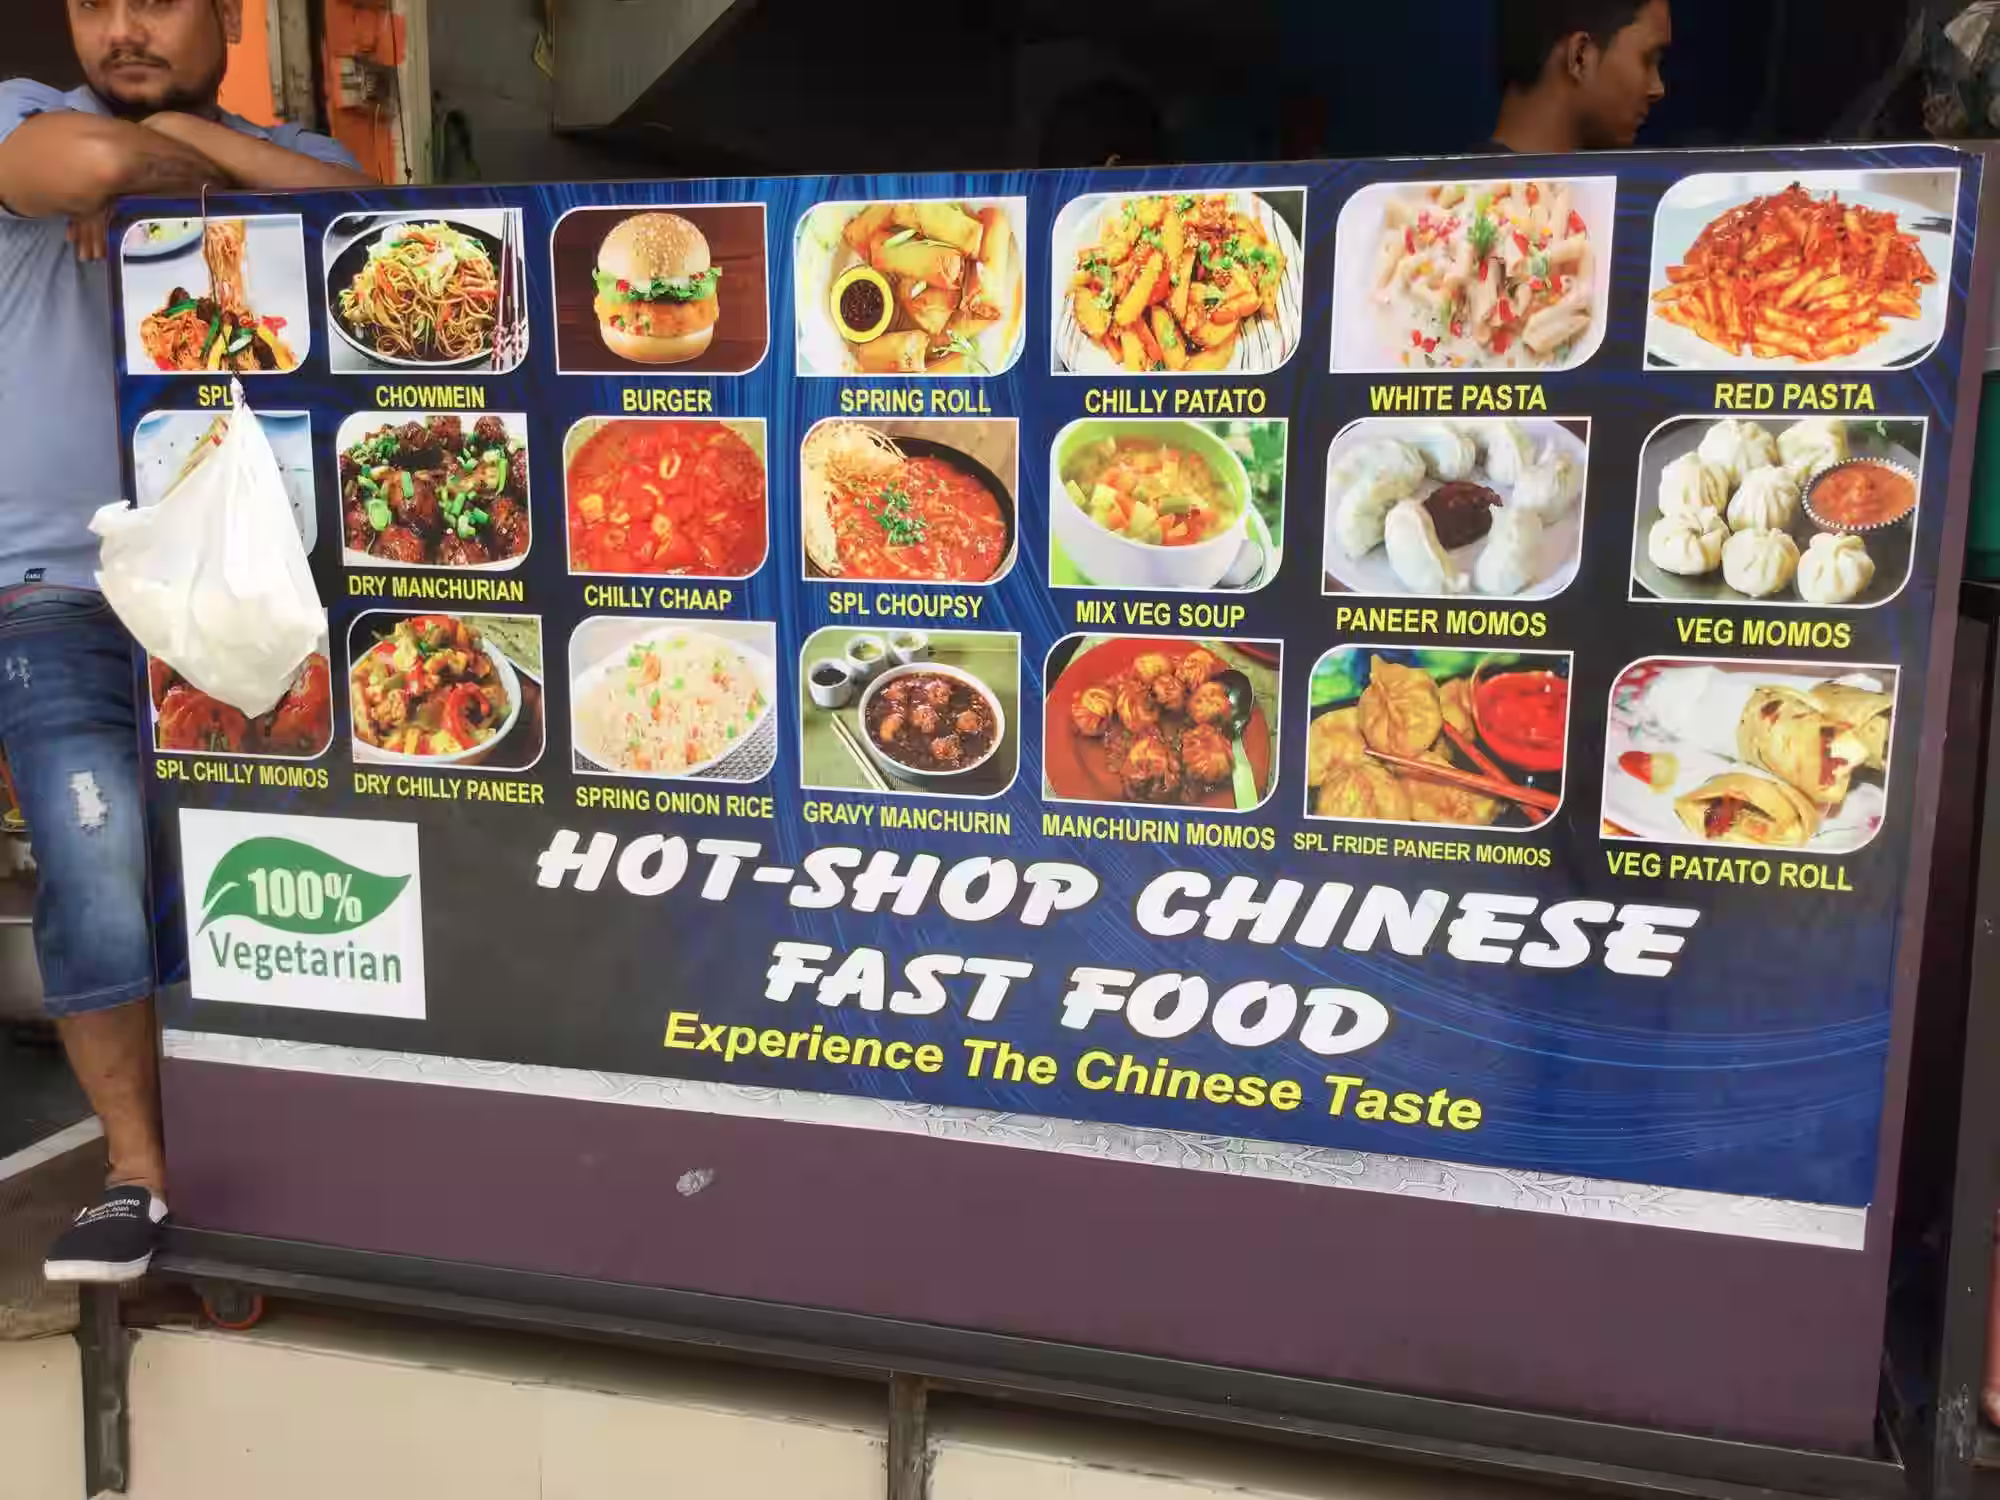 SPL
CHOWMEIN
BURGER
SPRING ROLL
CHILLY PATATO
WHITE PASTA
RED PASTA
DRY MANCHURIAN
CHILLY CHAAP
SPL CHOUPSY
MIX VEG SOUP
PANEER MOMOS
VEG MOMOS
SPL CHILLY MOMOS
DRY CHILLY PANEER
SPRING ONION RICE
GRAVY MANCHURIN
MANCHURIN MOMOS
SPL FRIDE PANEER MOMOS
VEG PATATO ROLL
100%
Vegetarian
HOT-SHOP CHINESE
FAST FOOD
Experience The Chinese Taste